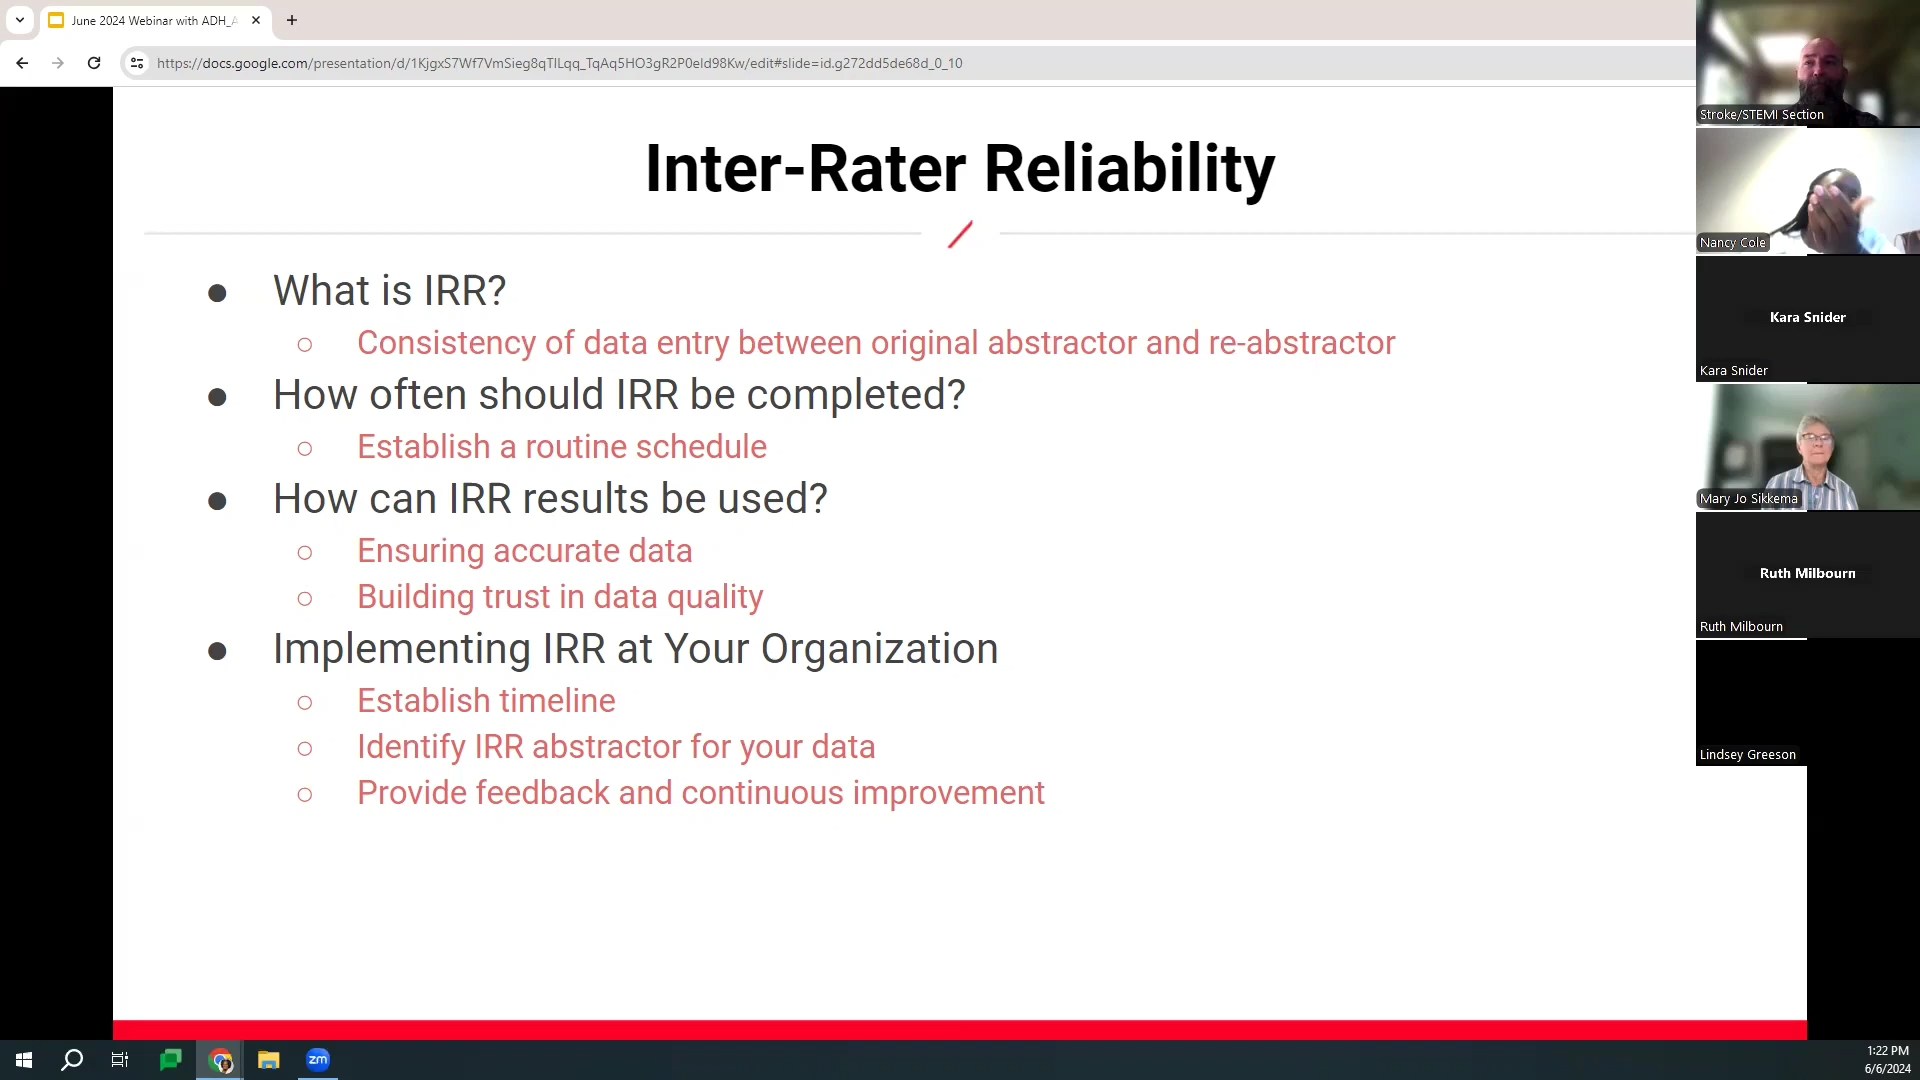 June 2024 Webinar with ADH_A
https://docs.google.com/presentation/d/1KjgxS7Wf7VmSieg8qTlLqq_TqAq5HO3gR2P0eld98Kw/edit#slide=id.g272dd5de68d_0_10
Inter-Rater Reliability
● What is IRR?
○ Consistency of data entry between original abstractor and re-abstractor
● How often should IRR be completed?
○ Establish a routine schedule
● How can IRR results be used?
○ Ensuring accurate data
○ Building trust in data quality
● Implementing IRR at Your Organization
○ Establish timeline
○ Identify IRR abstractor for your data
○ Provide feedback and continuous improvement
Stroke/STEMI Section
Nancy Cole
Kara Snider
Kara Snider
Mary Jo Sikkema
Ruth Milbourn
Ruth Milbourn
Lindsey Greeson
zm
1:22 PM
6/6/2024